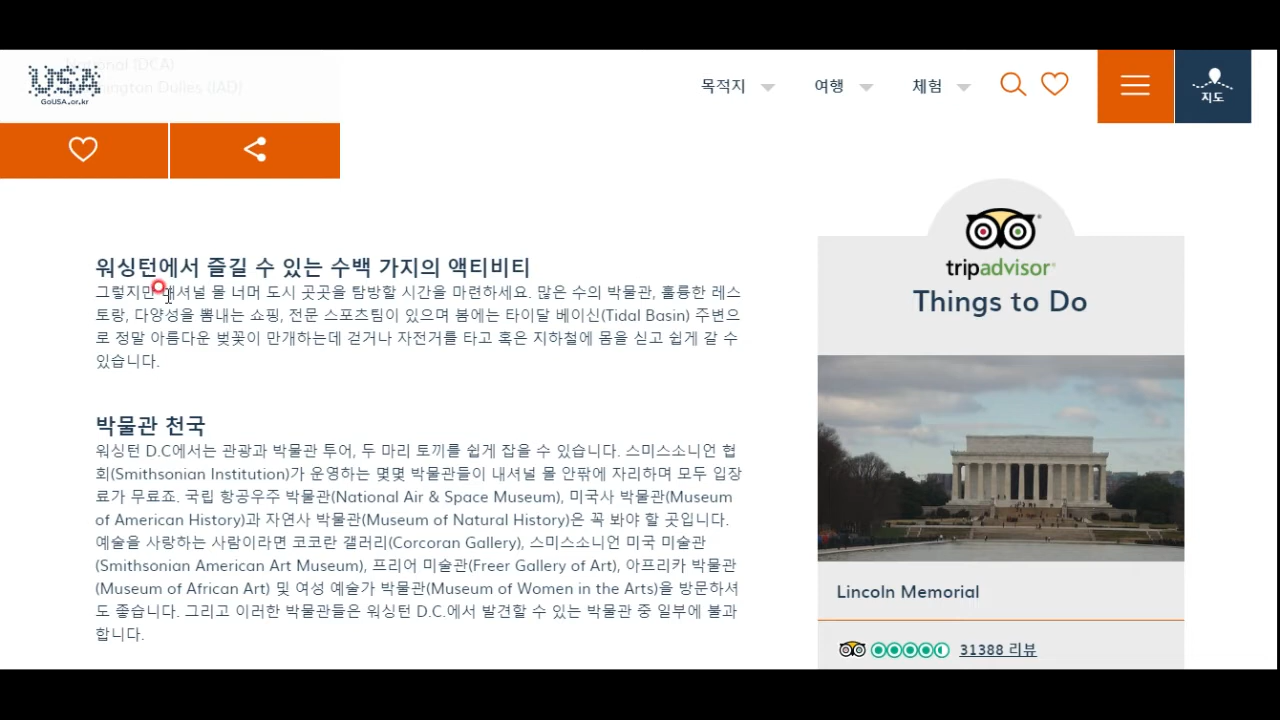 National (DCA)
Washington Dulles (IAD)
USA
GoUSA.or.kr
목적지
여행
체험
지도
워싱턴에서 즐길 수 있는 수백 가지의 액티비티
그렇지만 내셔널 몰 너머 도시 곳곳을 탐방할 시간을 마련하세요. 많은 수의 박물관, 훌륭한 레스
토랑, 다양성을 뽐내는 쇼핑, 전문 스포츠팀이 있으며 봄에는 타이달 베이신(Tidal Basin) 주변으
로 정말 아름다운 벚꽃이 만개하는데 걷거나 자전거를 타고 혹은 지하철에 몸을 싣고 쉽게 갈 수
있습니다.
박물관 천국
워싱턴 D.C에서는 관광과 박물관 투어, 두 마리 토끼를 쉽게 잡을 수 있습니다. 스미스소니언 협
회(Smithsonian Institution)가 운영하는 몇몇 박물관들이 내셔널 몰 안팎에 자리하며 모두 입장
료가 무료죠. 국립 항공우주 박물관(National Air & Space Museum), 미국사 박물관(Museum
of American History)과 자연사 박물관(Museum of Natural History)은 꼭 봐야 할 곳입니다.
예술을 사랑하는 사람이라면 코코란 갤러리(Corcoran Gallery), 스미스소니언 미국 미술관
(Smithsonian American Art Museum), 프리어 미술관(Freer Gallery of Art), 아프리카 박물관
(Museum of African Art) 및 여성 예술가 박물관(Museum of Women in the Arts)을 방문하셔
도 좋습니다. 그리고 이러한 박물관들은 워싱턴 D.C.에서 발견할 수 있는 박물관 중 일부에 불과
합니다.
tripadvisor®
Things to Do
Lincoln Memorial
31388 리뷰